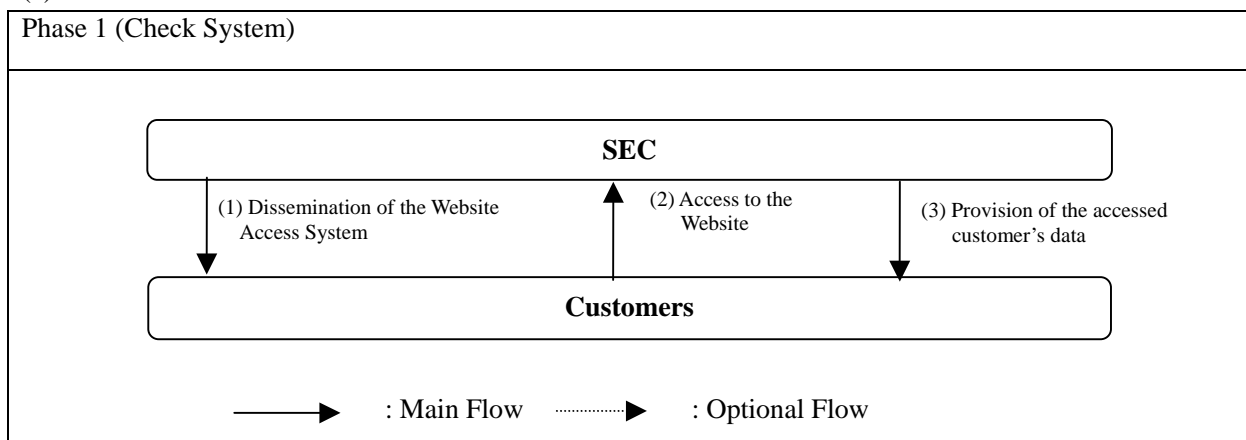 Phase 1 (Check System)
SEC
(1) Dissemination of the Website
Access System
(2) Access to the
Website
(3) Provision of the accessed
customer’s data
Customers
: Main Flow : Optional Flow